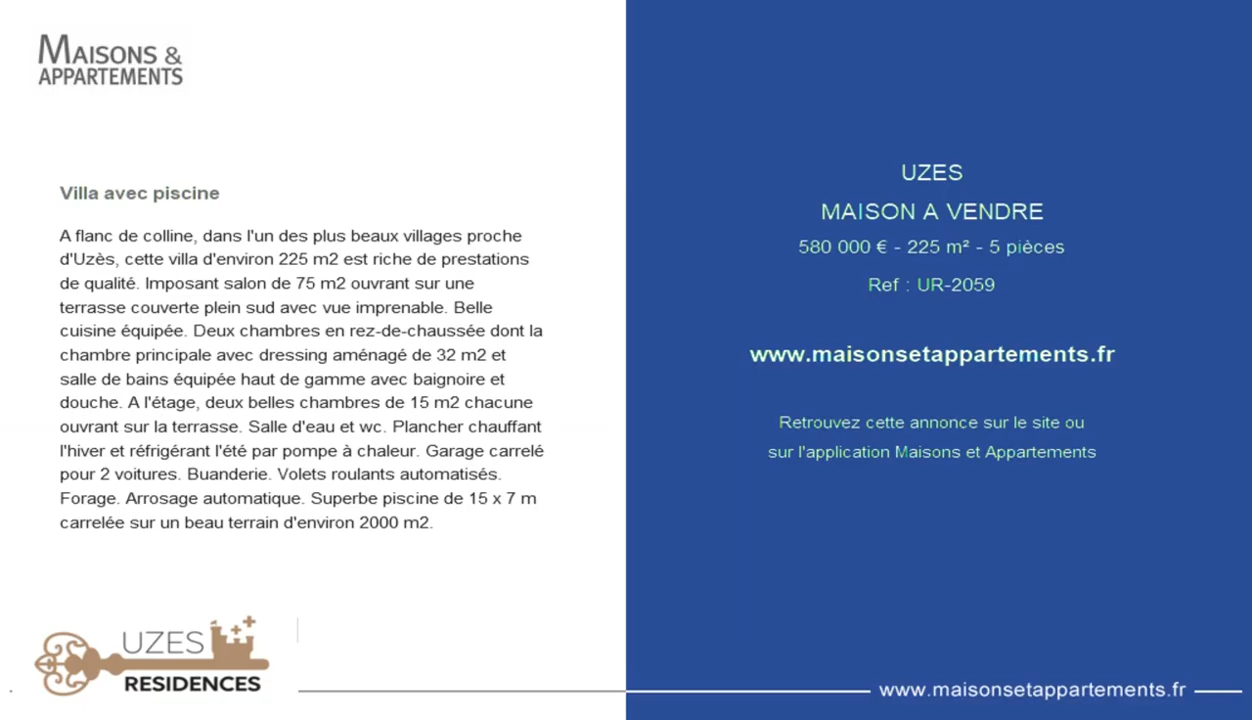 MAISONS &
APPARTEMENTS
Villa avec piscine
A flanc de colline, dans l'un des plus beaux villages proche
d'Uzès, cette villa d'environ 225 m2 est riche de prestations
de qualité. Imposant salon de 75 m2 ouvrant sur une
terrasse couverte plein sud avec vue imprenable. Belle
cuisine équipée. Deux chambres en rez-de-chaussée dont la
chambre principale avec dressing aménagé de 32 m2 et
salle de bains équipée haut de gamme avec baignoire et
douche. A l'étage, deux belles chambres de 15 m2 chacune
ouvrant sur la terrasse. Salle d'eau et wc. Plancher chauffant
l'hiver et réfrigérant l'été par pompe à chaleur. Garage carrelé
pour 2 voitures. Buanderie. Volets roulants automatisés.
Forage. Arrosage automatique. Superbe piscine de 15 x 7 m
carrelée sur un beau terrain d'environ 2000 m2.
UZES
RESIDENCES
UZES
MAISON A VENDRE
580 000 € - 225 m² - 5 pièces
Ref : UR-2059
www.maisonsetappartements.fr
Retrouvez cette annonce sur le site ou
sur l'application Maisons et Appartements
www.maisonsetappartements.fr